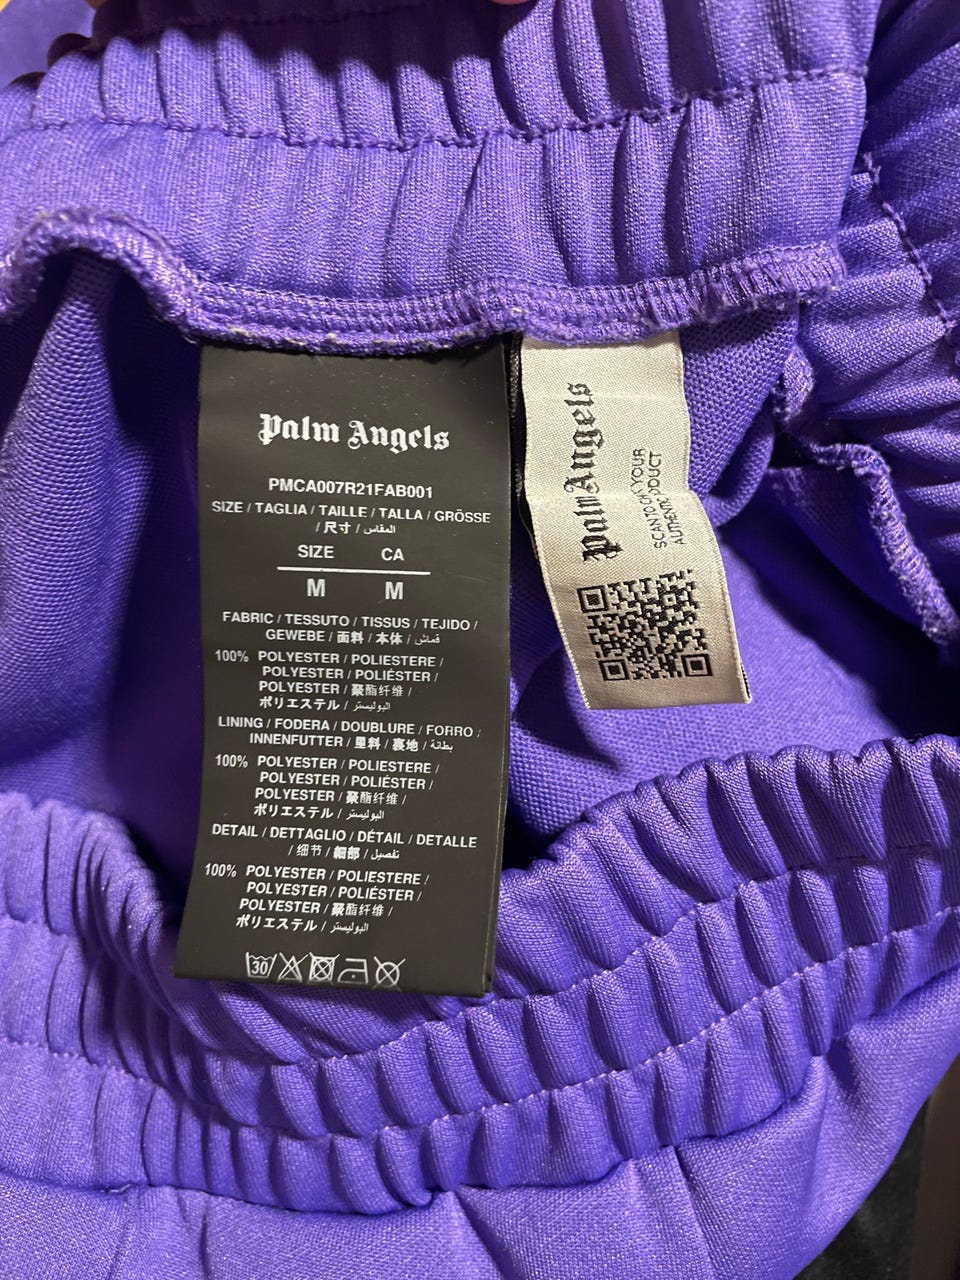 Palm Angels
PMCA007R21FAB001
SIZE / TAGLIA / TAILLE / TALLA / GRÖSSE
/ 尺寸 / المقاس
SIZE CA
M M
FABRIC / TESSUTO / TISSUS / TEJIDO /
GEWEBE / 面料 / 本体 / قماش
100% POLYESTER / POLIESTERE /
POLYESTER / POLIÉSTER /
POLYESTER / 聚酯纤维 /
ポリエステル / البوليستر
LINING / FODERA / DOUBLURE / FORRO /
INNENFUTTER / 里料 / 裏地 / بطانة
100% POLYESTER / POLIESTERE /
POLYESTER / POLIÉSTER /
POLYESTER / 聚酯纤维 /
ポリエステル / البوليستر
DETAIL / DETTAGLIO / DÉTAIL / DETALLE
/ 细节 / 細部 / تفصيل
100% POLYESTER / POLIESTERE /
POLYESTER / POLIÉSTER /
POLYESTER / 聚酯纤维 /
ポリエステル / البوليستر
30
Palm Angels
SCAN TO YOUR
PRODUCT